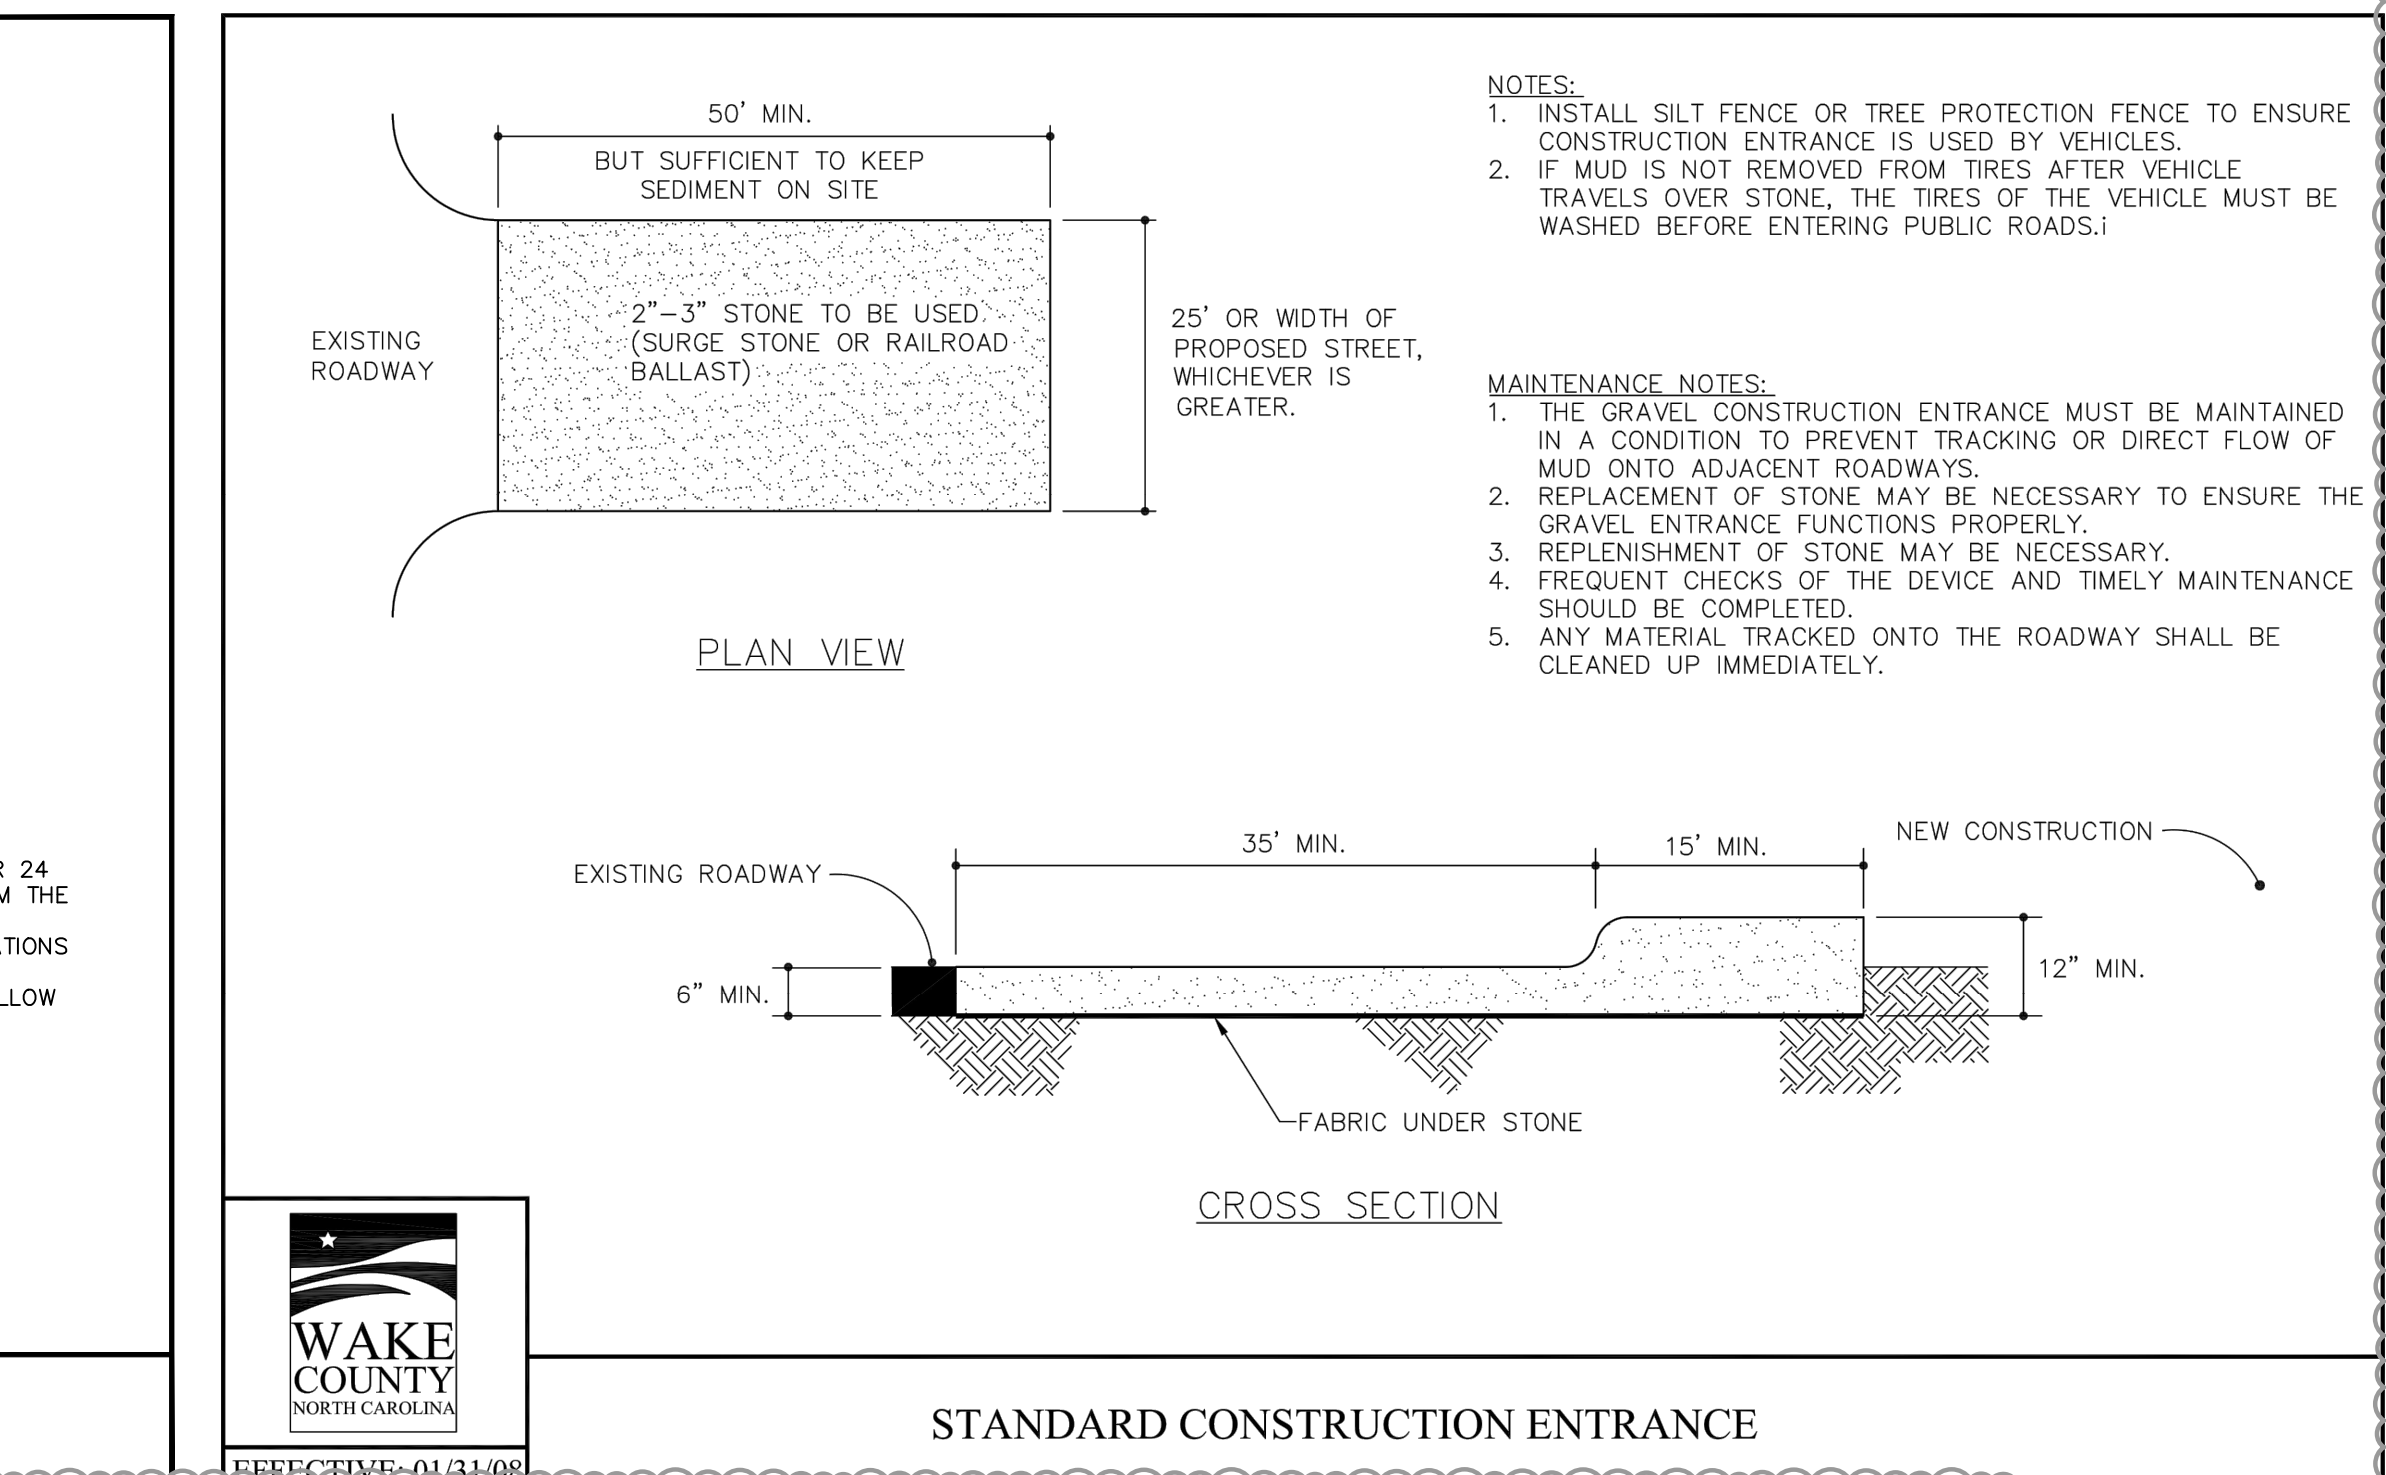 50' MIN.
BUT SUFFICIENT TO KEEP
SEDIMENT ON SITE
2"-3" STONE TO BE USED
(SURGE STONE OR RAILROAD
BALLAST)
EXISTING
ROADWAY
25' OR WIDTH OF
PROPOSED STREET,
WHICHEVER IS
GREATER.
PLAN VIEW
NOTES:
1. INSTALL SILT FENCE OR TREE PROTECTION FENCE TO ENSURE
CONSTRUCTION ENTRANCE IS USED BY VEHICLES.
2. IF MUD IS NOT REMOVED FROM TIRES AFTER VEHICLE
TRAVELS OVER STONE, THE TIRES OF THE VEHICLE MUST BE
WASHED BEFORE ENTERING PUBLIC ROADS.i
MAINTENANCE NOTES:
1. THE GRAVEL CONSTRUCTION ENTRANCE MUST BE MAINTAINED
IN A CONDITION TO PREVENT TRACKING OR DIRECT FLOW OF
MUD ONTO ADJACENT ROADWAYS.
2. REPLACEMENT OF STONE MAY BE NECESSARY TO ENSURE THE
GRAVEL ENTRANCE FUNCTIONS PROPERLY.
3. REPLENISHMENT OF STONE MAY BE NECESSARY.
4. FREQUENT CHECKS OF THE DEVICE AND TIMELY MAINTENANCE
SHOULD BE COMPLETED.
5. ANY MATERIAL TRACKED ONTO THE ROADWAY SHALL BE
CLEANED UP IMMEDIATELY.
R 24
M THE
ATIONS
LLOW
35' MIN.
15' MIN.
NEW CONSTRUCTION
EXISTING ROADWAY
6" MIN.
12" MIN.
FABRIC UNDER STONE
CROSS SECTION
WAKE
COUNTY
NORTH CAROLINA
STANDARD CONSTRUCTION ENTRANCE
EFFECTIVE: 01/31/08